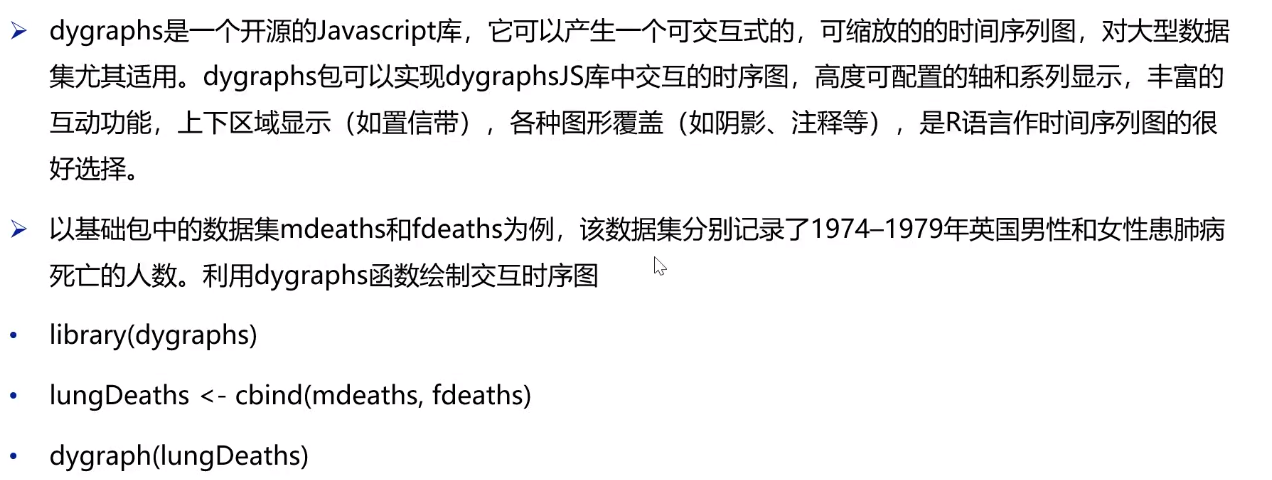 ➢ dygraphs是一个开源的Javascript库，它可以产生一个可交互式的，可缩放的的时间序列图，对大型数据
集尤其适用。dygraphs包可以实现dygraphsJS库中交互的时序图，高度可配置的轴和系列显示，丰富的
互动功能，上下区域显示（如置信带），各种图形覆盖（如阴影、注释等），是R语言作时间序列图的很
好选择。
➢ 以基础包中的数据集mdeaths和fdeaths为例，该数据集分别记录了1974–1979年英国男性和女性患肺病
死亡的人数。利用dygraphs函数绘制交互时序图
• library(dygraphs)
• lungDeaths <- cbind(mdeaths, fdeaths)
• dygraph(lungDeaths)